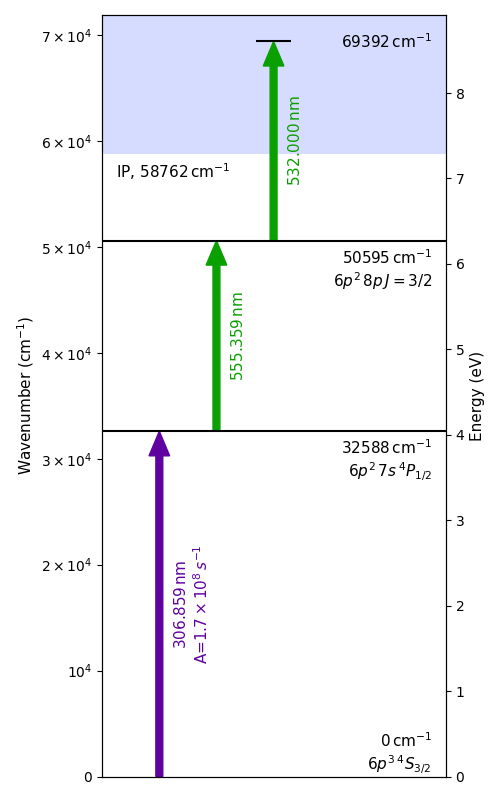 7 × 10⁴
69392 cm⁻¹
8
532.000 nm
6 × 10⁴
IP, 58762 cm⁻¹
7
5 × 10⁴
50595 cm⁻¹
6
6p² 8p J = 3/2
555.359 nm
5
4 × 10⁴
Wavenumber (cm⁻¹)
Energy (eV)
4
32588 cm⁻¹
3 × 10⁴
6p² 7s ⁴P₁/₂
3
306.859 nm
A=1.7 × 10⁸ s⁻¹
2 × 10⁴
2
10⁴
1
0 cm⁻¹
6p³ ⁴S₃/₂
0
0